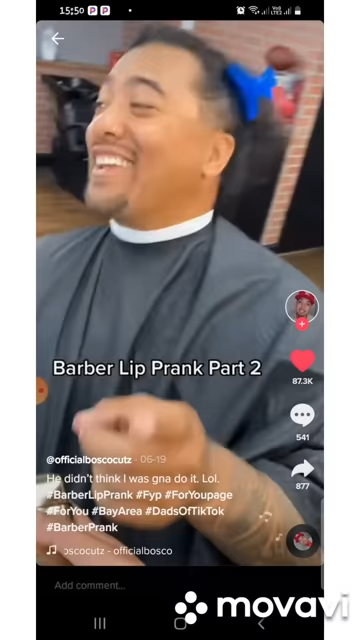 15:50
Barber Lip Prank Part 2
87.3K
541
877
@officialboscocutz · 06-19
He didn't think I was gna do it. Lol.
#BarberLipPrank #Fyp #ForYoupage
#ForYou #BayArea #DadsOfTikTok
#BarberPrank
oscocutz - officialbosco
Add comment...
movavi